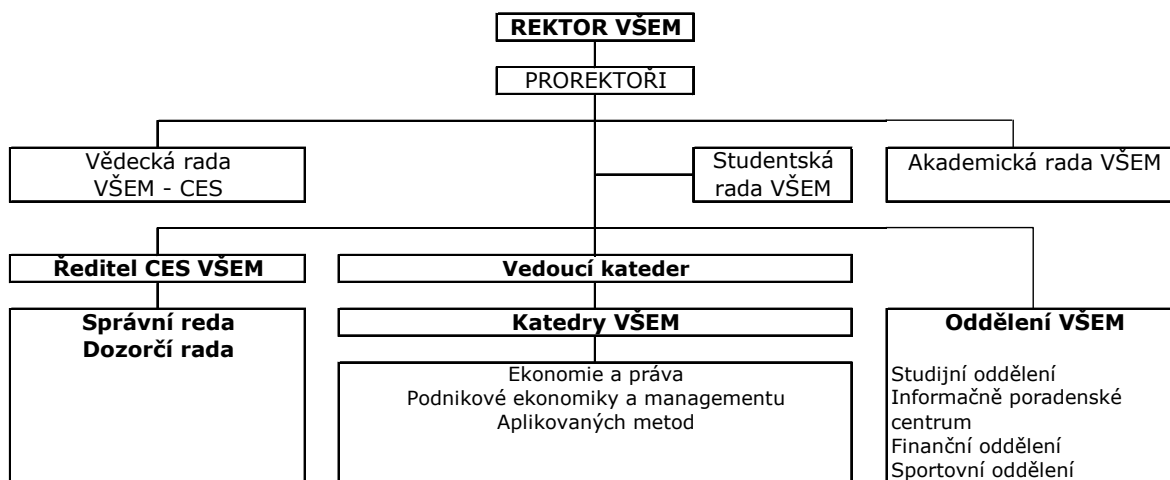 REKTOR VŠEM
PROREKTOŘI
Vědecká rada
VŠEM - CES
Studentská
rada VŠEM
Akademická rada VŠEM
Ředitel CES VŠEM
Vedoucí kateder
Správní reda
Dozorčí rada
Katedry VŠEM
Ekonomie a práva
Podnikové ekonomiky a managementu
Aplikovaných metod
Oddělení VŠEM
Studijní oddělení
Informačně poradenské
centrum
Finanční oddělení
Sportovní oddělení